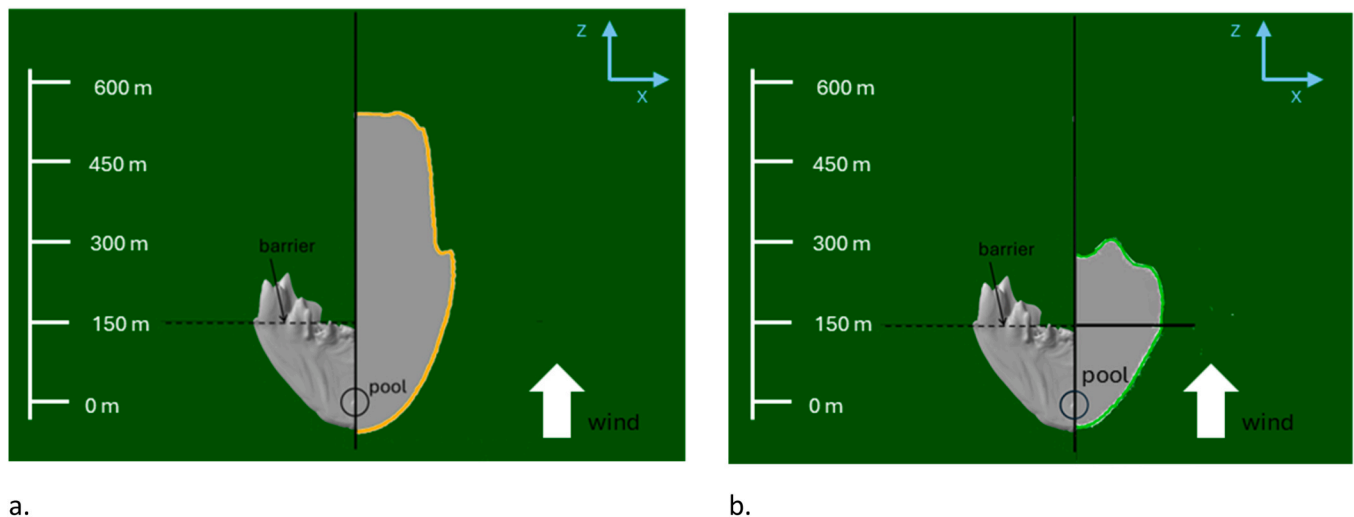 z
x
600 m
450 m
300 m
barrier
150 m
pool
0 m
wind
a.
z
x
600 m
450 m
300 m
barrier
150 m
pool
0 m
wind
b.